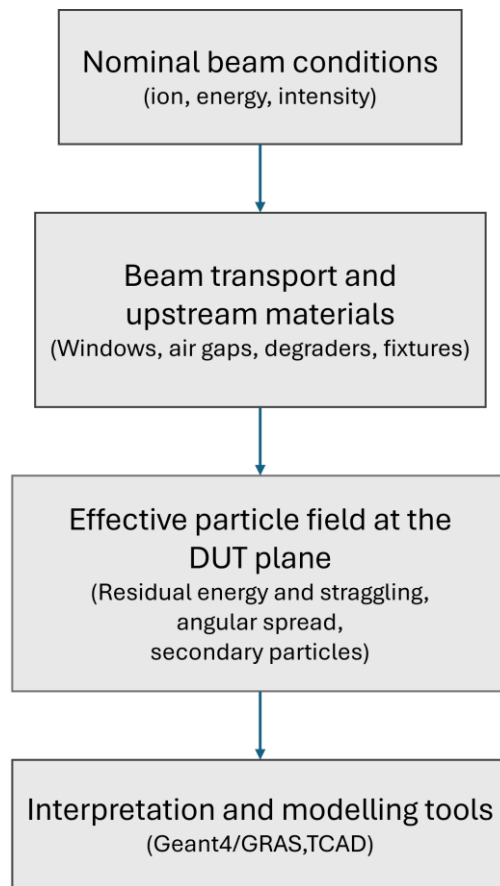 Nominal beam conditions
(ion, energy, intensity)
Beam transport and
upstream materials
(Windows, air gaps, degraders, fixtures)
Effective particle field at the
DUT plane
(Residual energy and straggling,
angular spread,
secondary particles)
Interpretation and modelling tools
(Geant4/GRAS,TCAD)